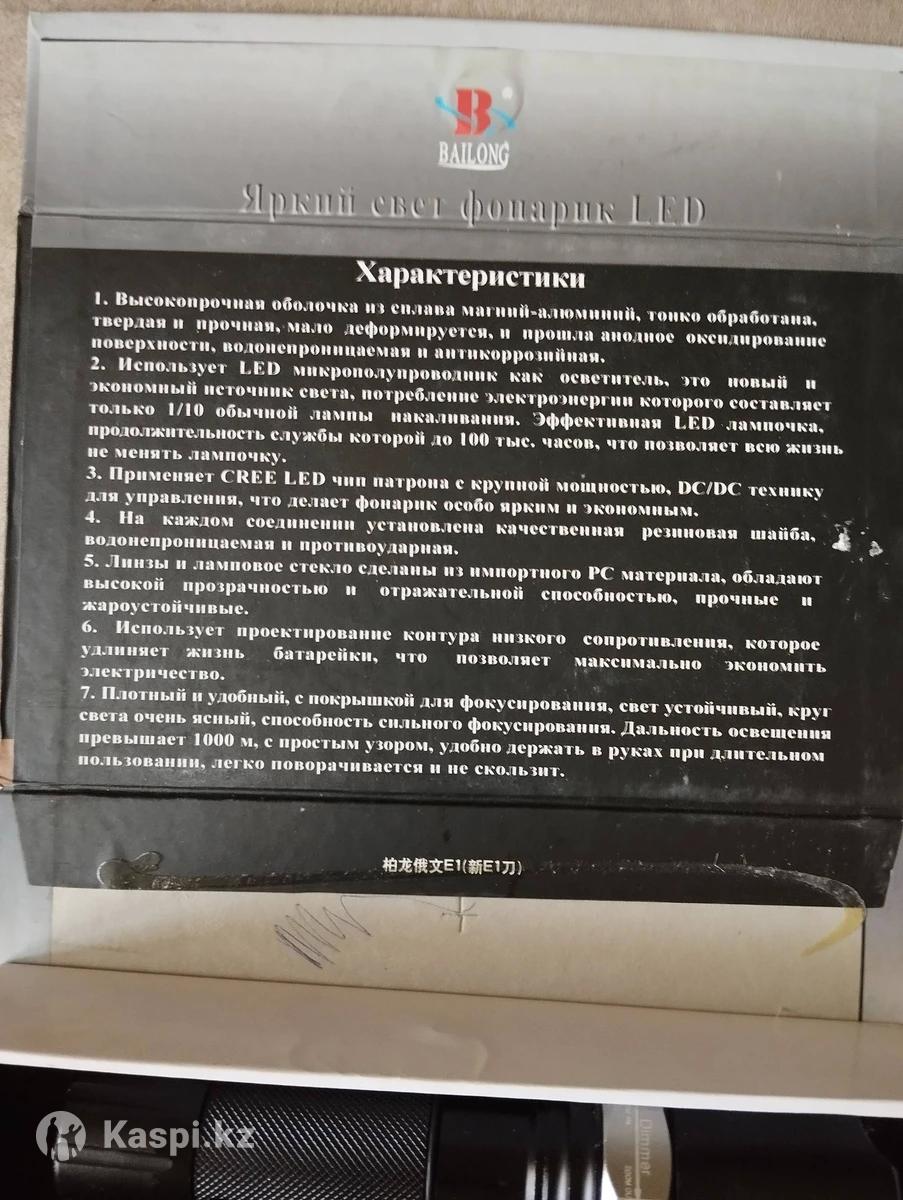 B
BAILONG
Яркий свет фонарик LED
Характеристики
1. Высокопрочная оболочка из сплава магний-алюминий, тонко обработана,
твердая и прочная, мало деформируется, и прошла анодное оксидирование
поверхности, водонепроницаемая и антикоррозийная.
2. Использует LED микрополупроводник как осветитель, это новый и
экономный источник света, потребление электроэнергии которого составляет
только 1/10 обычной лампы накаливания. Эффективная LED лампочка,
продолжительность службы которой до 100 тыс. часов, что позволяет всю жизнь
не менять лампочку.
3. Применяет CREE LED чип патрона с крупной мощностью, DC/DC технику
для управления, что делает фонарик особо ярким и экономным.
4. На каждом соединении установлена качественная резиновая шайба,
водонепроницаемая и противоударная.
5. Линзы и ламповое стекло сделаны из импортного PC материала, обладают
высокой прозрачностью и отражательной способностью, прочные и
жароустойчивые.
6. Использует проектирование контура низкого сопротивления, которое
удлиняет жизнь батарейки, что позволяет максимально экономить
электричество.
7. Плотный и удобный, с покрышкой для фокусирования, свет устойчивый, круг
света очень ясный, способность сильного фокусирования. Дальность освещения
превышает 1000 м, с простым узором, удобно держать в руках при длительном
пользовании, легко поворачивается и не скользит.
柏龙俄文E1(新E1刀)
Kaspi.kz
Dimmer
ZOOM